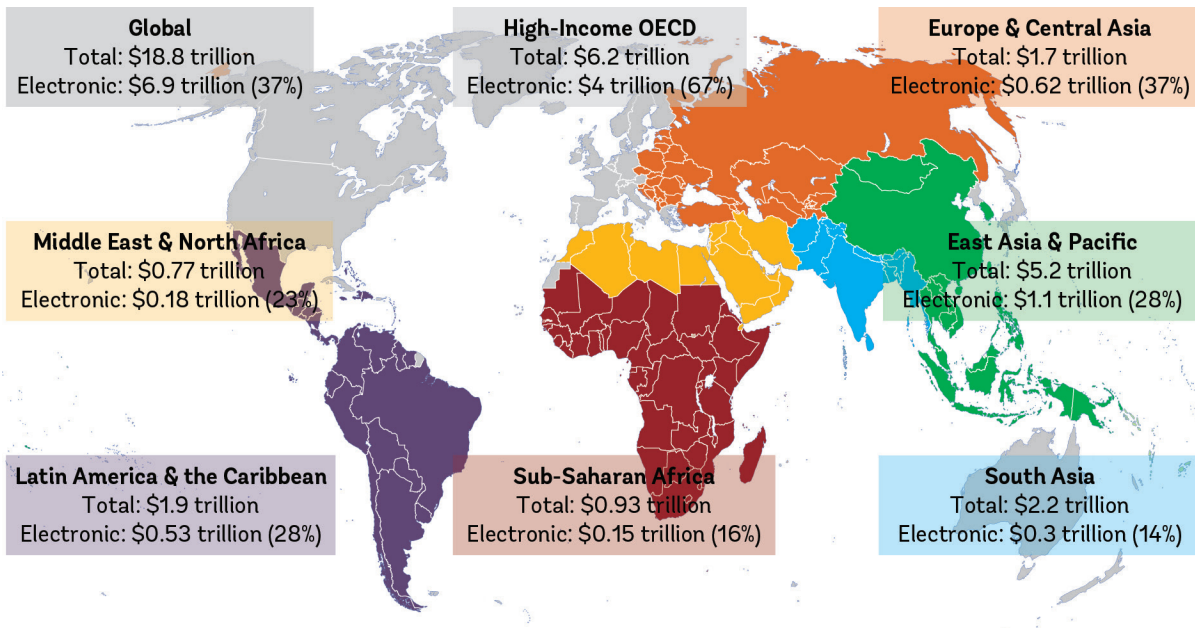 Global
Total: $18.8 trillion
Electronic: $6.9 trillion (37%)
High-Income OECD
Total: $6.2 trillion
Electronic: $4 trillion (67%)
Europe & Central Asia
Total: $1.7 trillion
Electronic: $0.62 trillion (37%)
Middle East & North Africa
Total: $0.77 trillion
Electronic: $0.18 trillion (23%)
East Asia & Pacific
Total: $5.2 trillion
Electronic: $1.1 trillion (28%)
Latin America & the Caribbean
Total: $1.9 trillion
Electronic: $0.53 trillion (28%)
Sub-Saharan Africa
Total: $0.93 trillion
Electronic: $0.15 trillion (16%)
South Asia
Total: $2.2 trillion
Electronic: $0.3 trillion (14%)